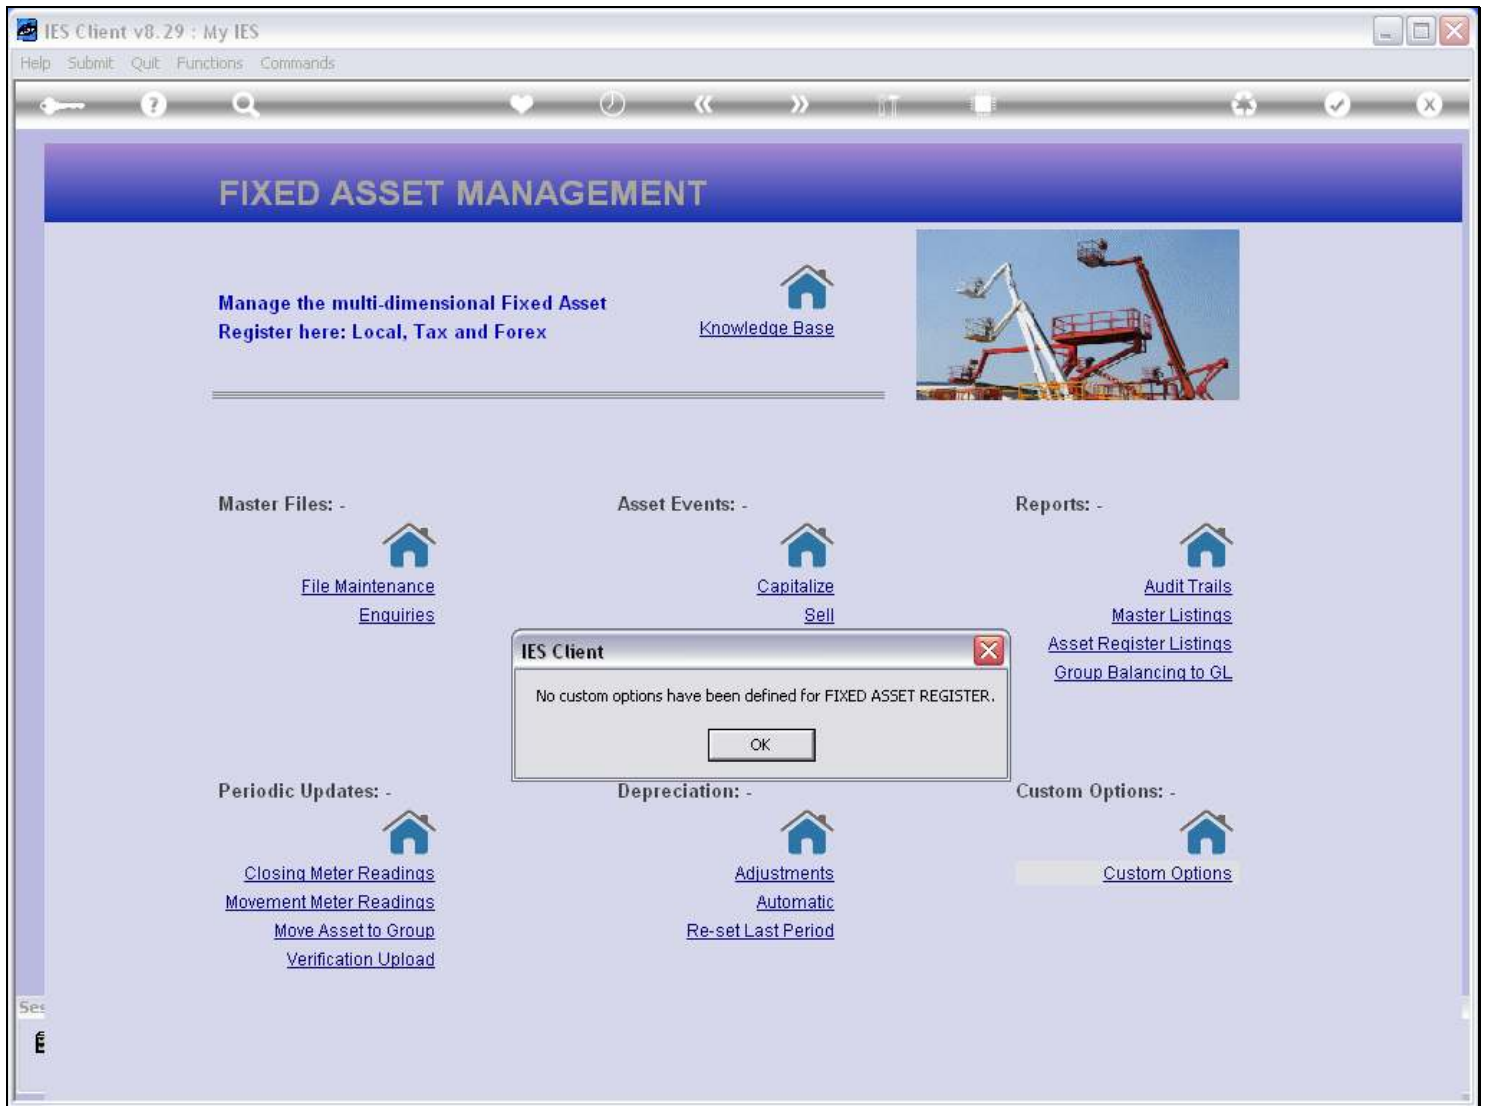 IES Client v8.29 : My IES
Help Submit Quit Functions Commands
FIXED ASSET MANAGEMENT
Manage the multi-dimensional Fixed Asset
Register here: Local, Tax and Forex
Knowledge Base
Master Files: -
File Maintenance
Enquiries
Asset Events: -
Capitalize
Sell
Reports: -
Audit Trails
Master Listings
Asset Register Listings
Group Balancing to GL
IES Client
No custom options have been defined for FIXED ASSET REGISTER.
OK
Periodic Updates: -
Closing Meter Readings
Movement Meter Readings
Move Asset to Group
Verification Upload
Depreciation: -
Adjustments
Automatic
Re-set Last Period
Custom Options: -
Custom Options